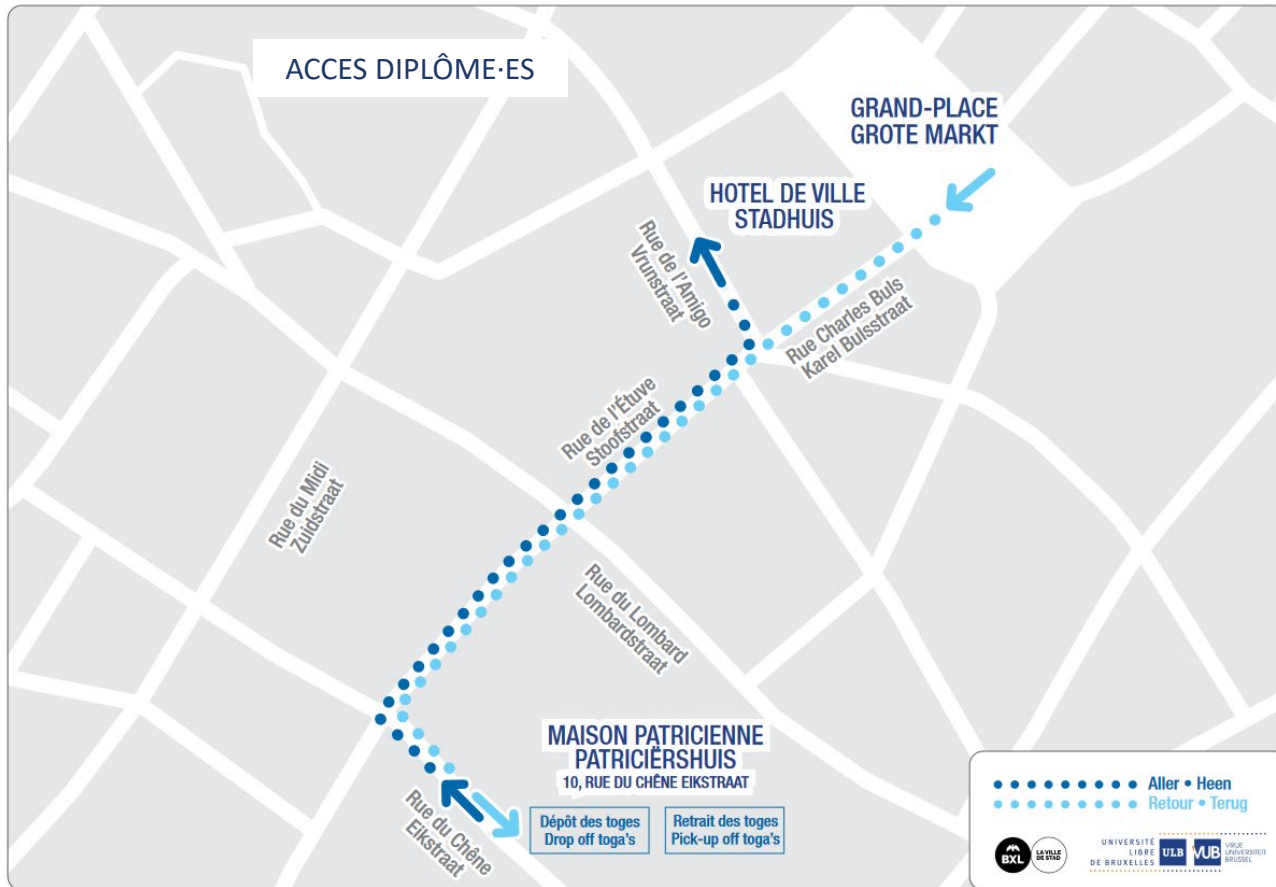 ACCES DIPLÔME·ES
GRAND-PLACE
GROTE MARKT
HOTEL DE VILLE
STADHUIS
Rue de l'Amigo
Vrunstraat
Rue Charles Buls
Karel Bulsstraat
Rue de l'Étuve
Stoofstraat
Rue du Midi
Zuidstraat
Rue du Lombard
Lombardstraat
MAISON PATRICIENNE
PATRICIËRSHUIS
10, RUE DU CHÊNE EIKSTRAAT
Rue du Chêne
Eikstraat
Dépôt des toges
Drop off toga's
Retrait des toges
Pick-up off toga's
Aller • Heen
Retour • Terug
BXL
LA VILLE
DE STAD
UNIVERSITÉ
LIBRE
DE BRUXELLES
ULB
VUB
VRIJE
UNIVERSITEIT
BRUSSEL